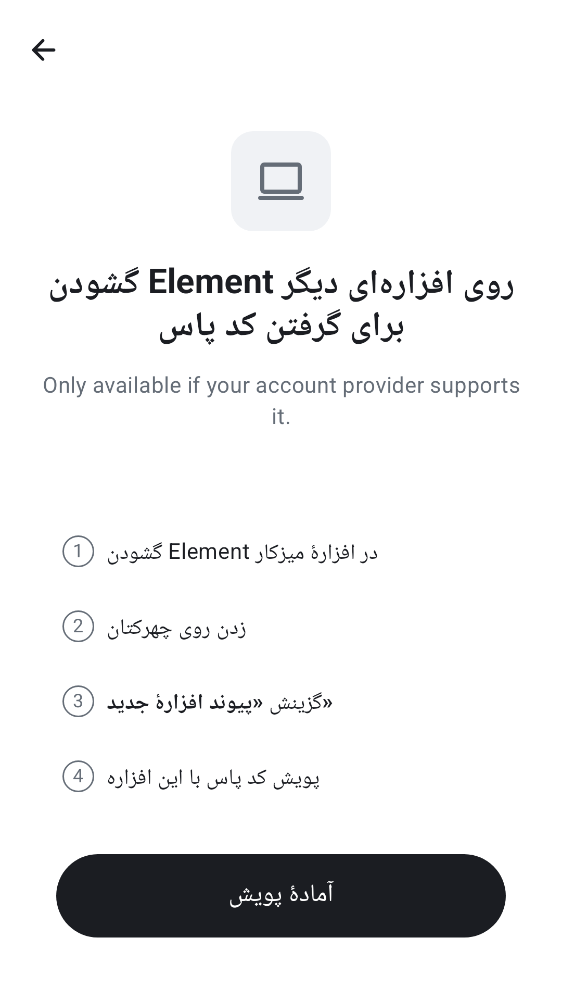 گشودن Element روی افزاره‌ای دیگر
برای گرفتن کد پاس
Only available if your account provider supports
it.
1 گشودن Element در افزارهٔ میزکار
2 زدن روی چهرکتان
3 گزینش «پیوند افزارهٔ جدید»
4 پویش کد پاس با این افزاره
آمادهٔ پویش